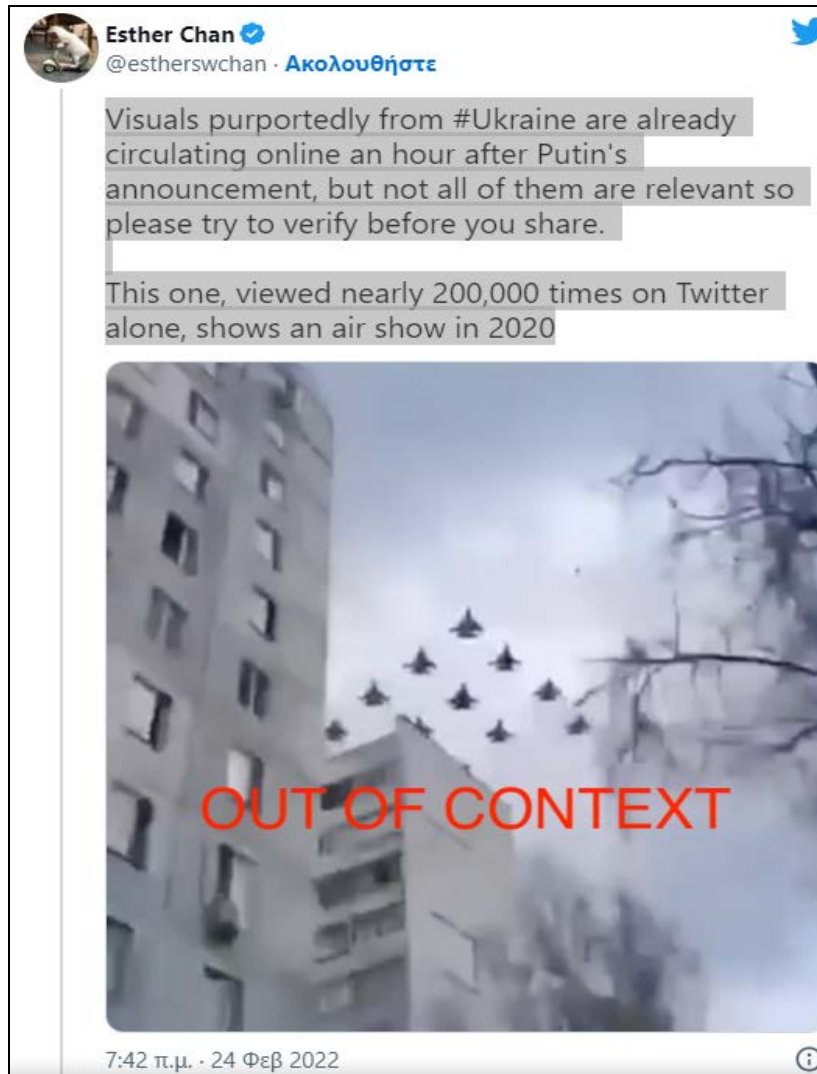 Esther Chan
@estherswchan · Ακολουθήστε
Visuals purportedly from #Ukraine are already
circulating online an hour after Putin's
announcement, but not all of them are relevant so
please try to verify before you share.
This one, viewed nearly 200,000 times on Twitter
alone, shows an air show in 2020
OUT OF CONTEXT
7:42 π.μ. · 24 Φεβ 2022